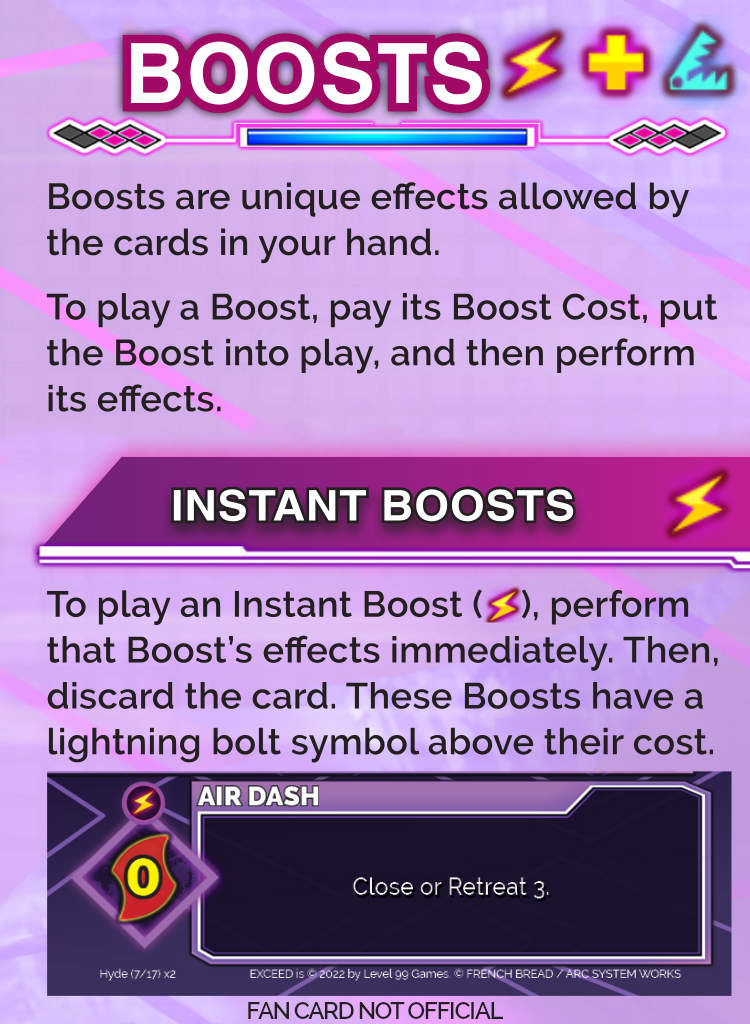 BOOSTS
Boosts are unique effects allowed by
the cards in your hand.
To play a Boost, pay its Boost Cost, put
the Boost into play, and then perform
its effects.
INSTANT BOOSTS
To play an Instant Boost (⚡), perform
that Boost’s effects immediately. Then,
discard the card. These Boosts have a
lightning bolt symbol above their cost.
AIR DASH
0
Close or Retreat 3.
Hyde (7/17) x2
EXCEED is © 2022 by Level 99 Games. © FRENCH BREAD / ARC SYSTEM WORKS
FAN CARD NOT OFFICIAL